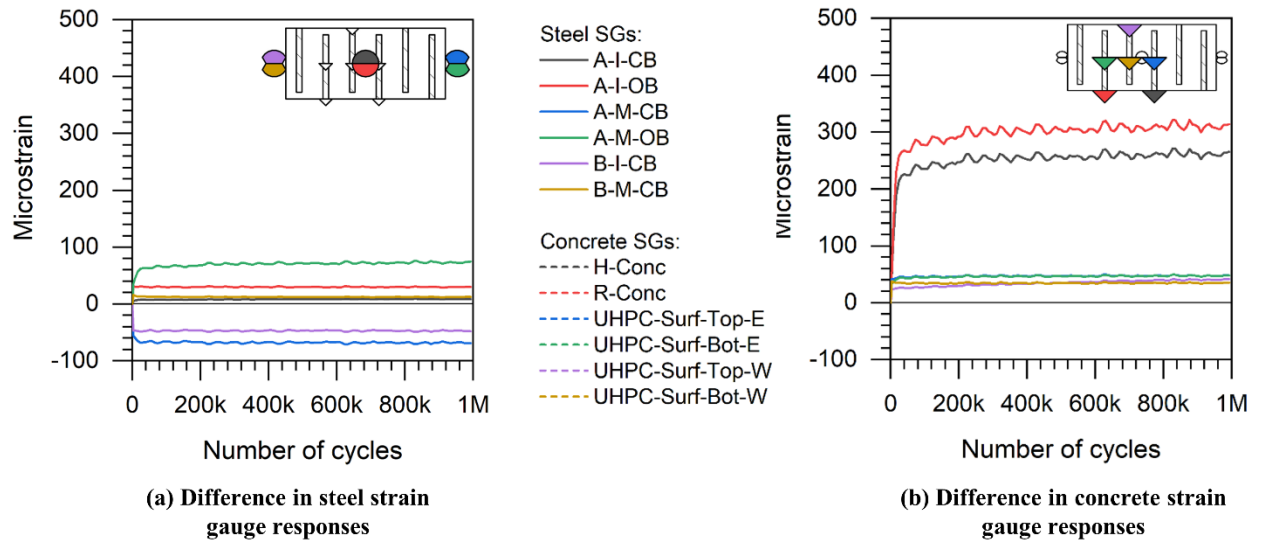 500
400
300
200
100
0
-100
Microstrain
0 200k 400k 600k 800k 1M
Number of cycles
(a) Difference in steel strain
gauge responses
Steel SGs:
A-I-CB
A-I-OB
A-M-CB
A-M-OB
B-I-CB
B-M-CB
Concrete SGs:
H-Conc
R-Conc
UHPC-Surf-Top-E
UHPC-Surf-Bot-E
UHPC-Surf-Top-W
UHPC-Surf-Bot-W
500
400
300
200
100
0
-100
Microstrain
0 200k 400k 600k 800k 1M
Number of cycles
(b) Difference in concrete strain
gauge responses